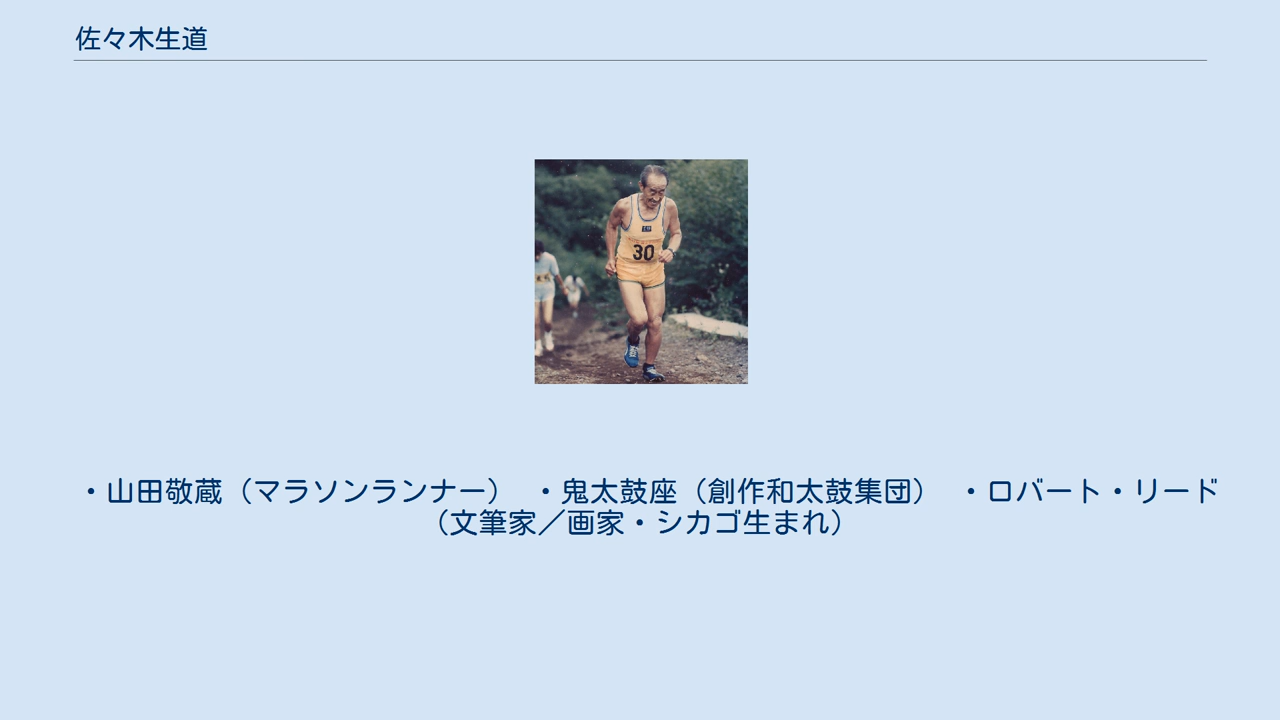 佐々木生道
30
・山田敬蔵（マラソンランナー）　・鬼太鼓座（創作和太鼓集団）　・ロバート・リード
（文筆家／画家・シカゴ生まれ）